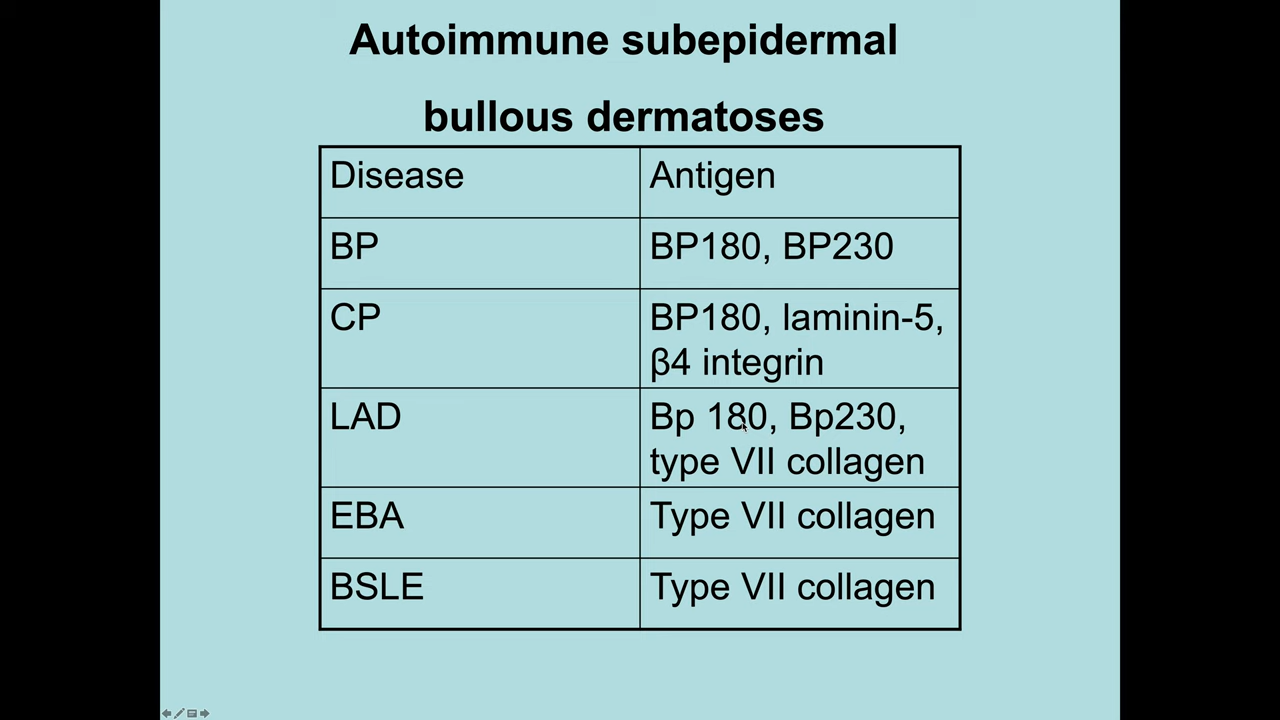 Autoimmune subepidermal
bullous dermatoses
Disease
Antigen
BP
BP180, BP230
CP
BP180, laminin-5,
β4 integrin
LAD
Bp 180, Bp230,
type VII collagen
EBA
Type VII collagen
BSLE
Type VII collagen